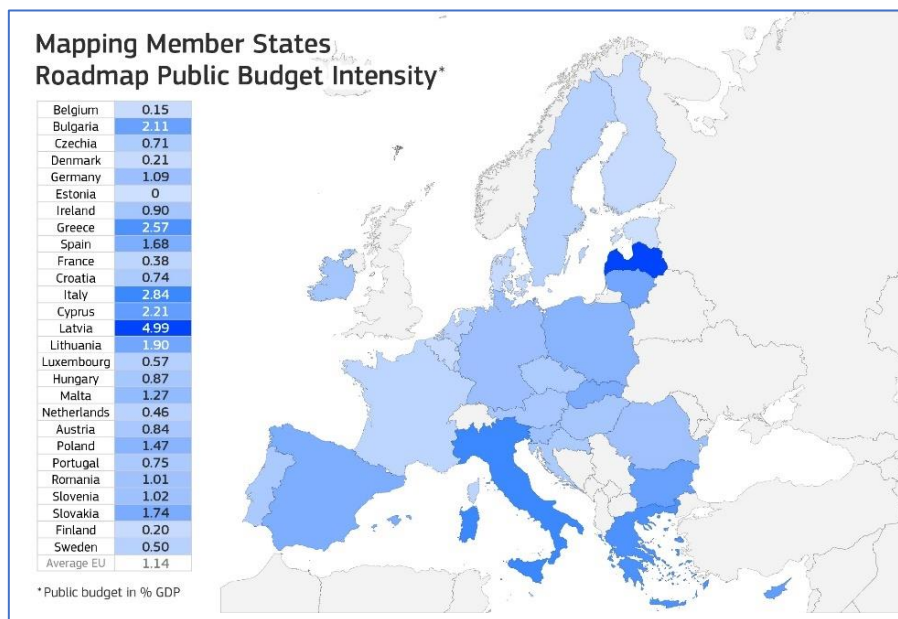 Mapping Member States
Roadmap Public Budget Intensity*
Belgium 0.15
Bulgaria 2.11
Czechia 0.71
Denmark 0.21
Germany 1.09
Estonia 0
Ireland 0.90
Greece 2.57
Spain 1.68
France 0.38
Croatia 0.74
Italy 2.84
Cyprus 2.21
Latvia 4.99
Lithuania 1.90
Luxembourg 0.57
Hungary 0.87
Malta 1.27
Netherlands 0.46
Austria 0.84
Poland 1.47
Portugal 0.75
Romania 1.01
Slovenia 1.02
Slovakia 1.74
Finland 0.20
Sweden 0.50
Average EU 1.14
*Public budget in % GDP